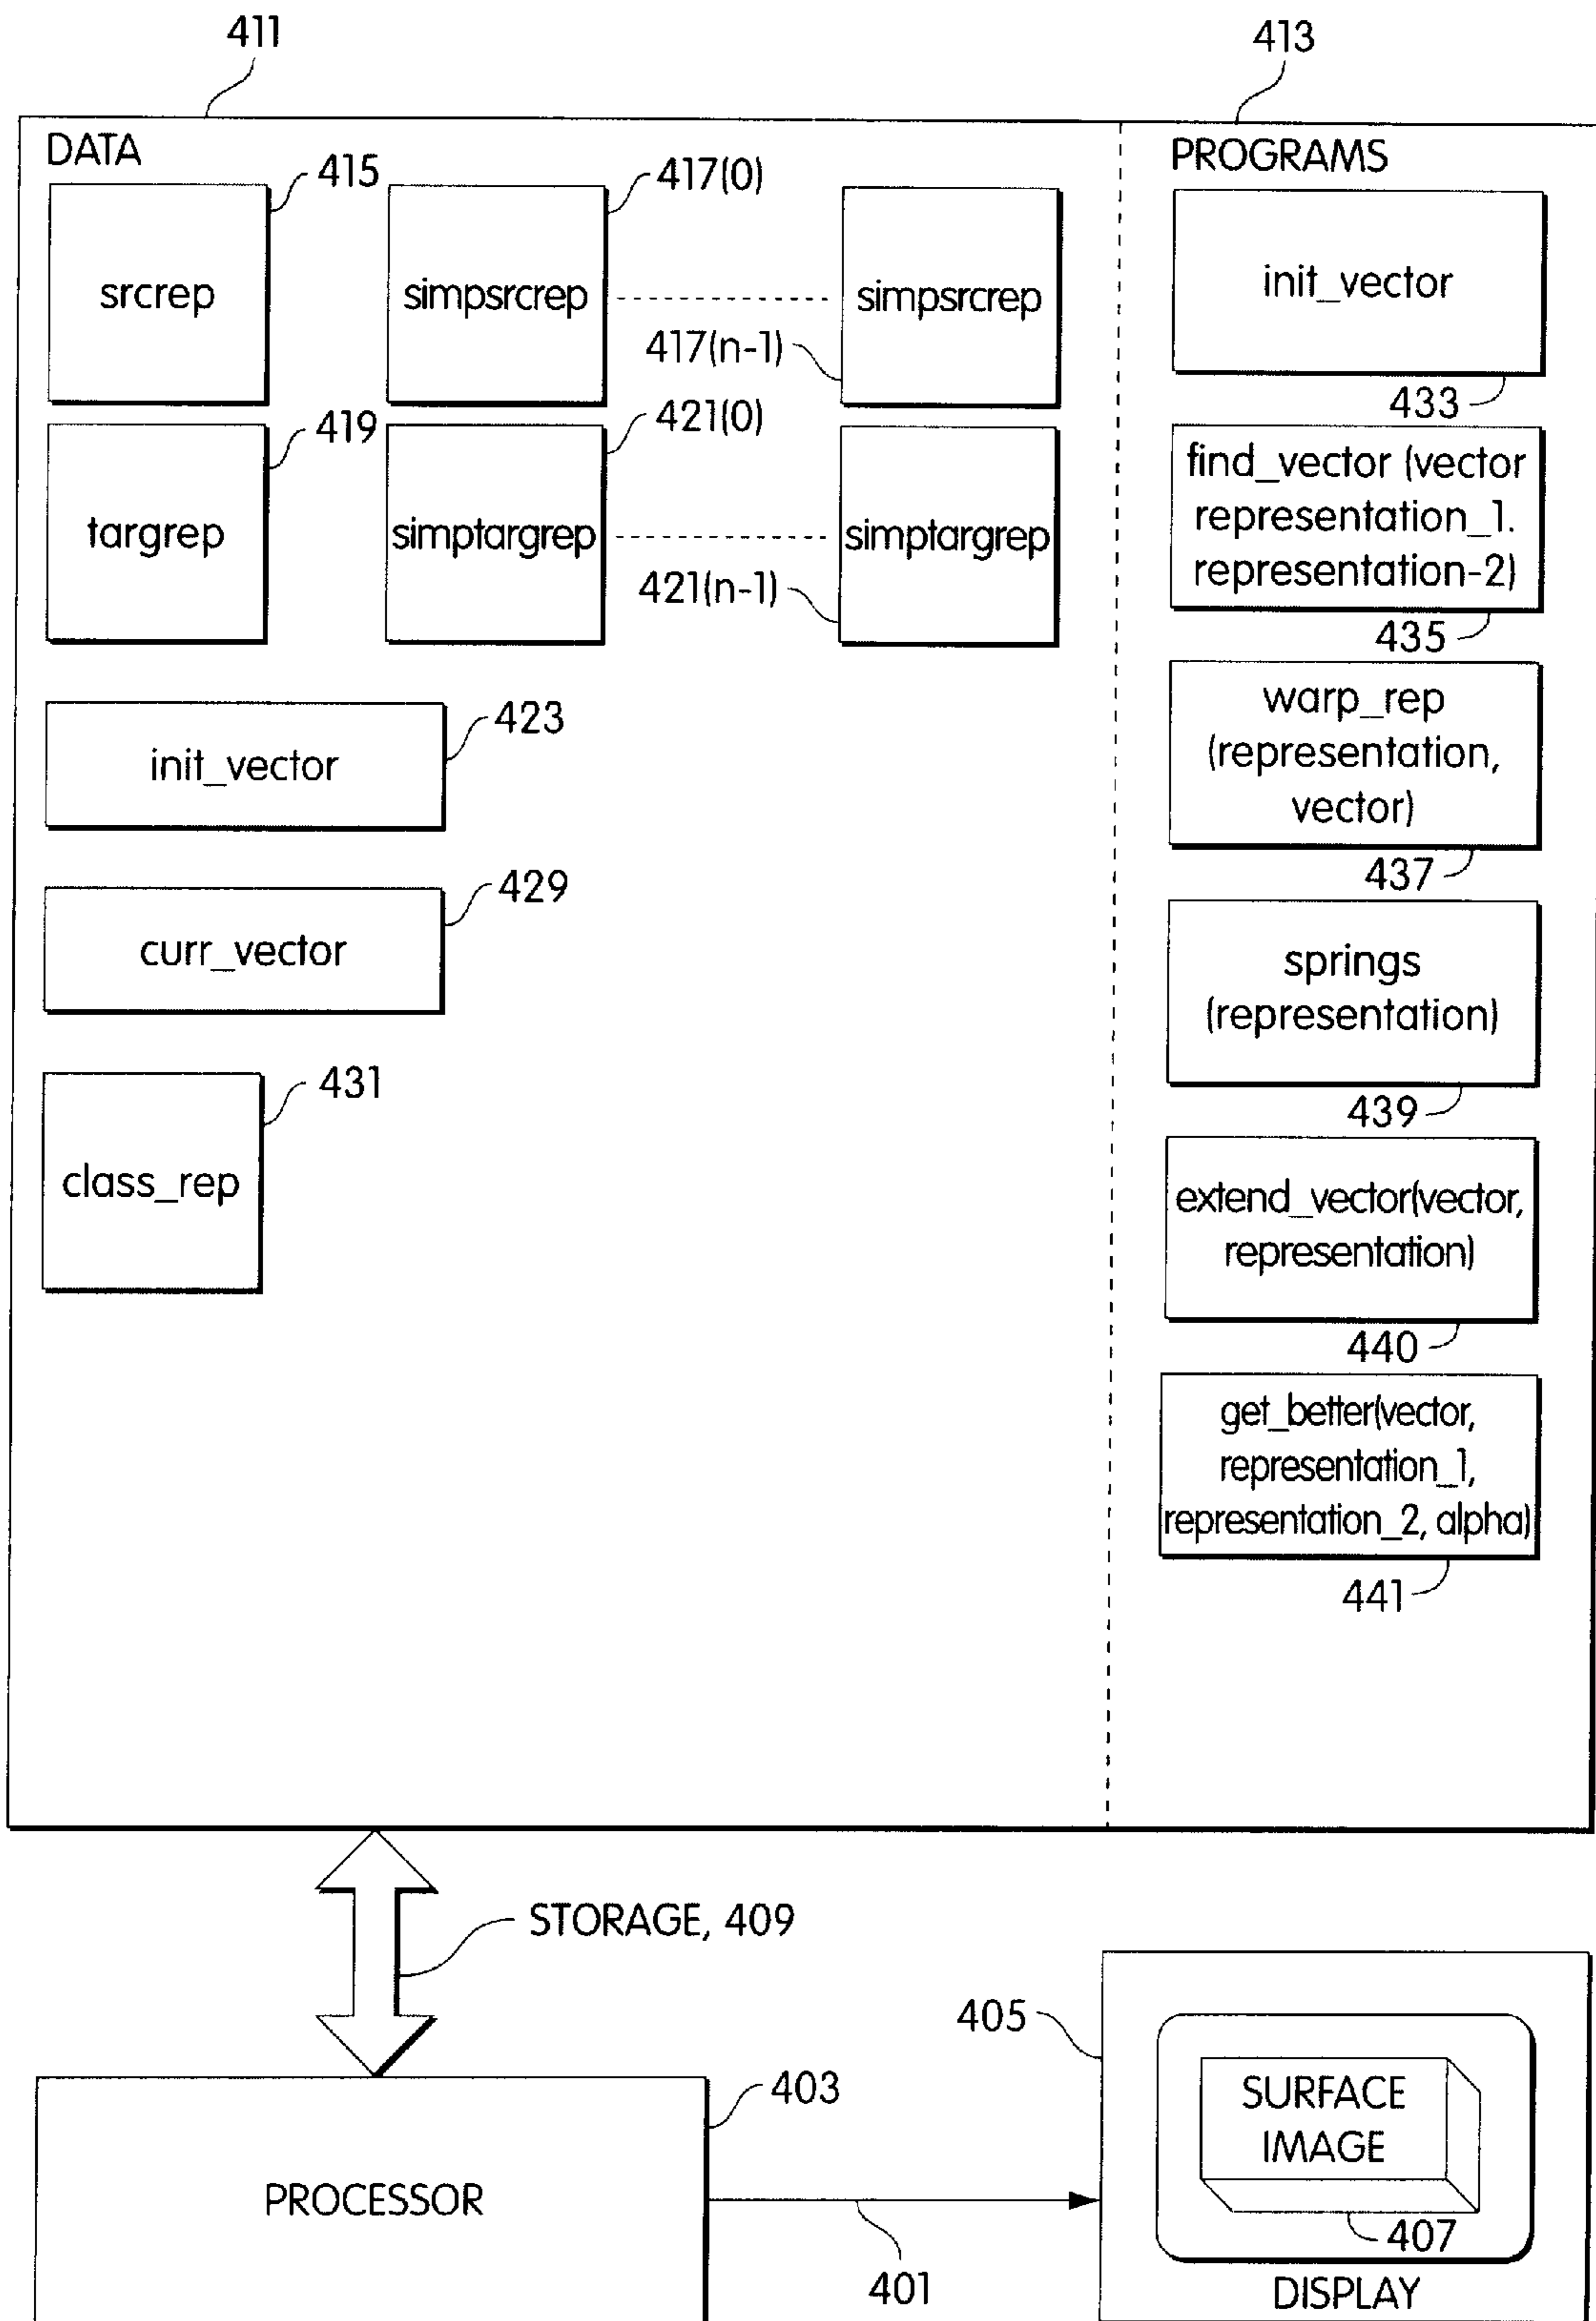 411
413
DATA
PROGRAMS
415
417(0)
srcrep
simpsrcrep
simpsrcrep
417(n-1)
init_vector
433
419
421(0)
targrep
simptargrep
simptargrep
421(n-1)
find_vector (vector
representation_1.
representation-2)
435
423
init_vector
warp_rep
(representation,
vector)
437
429
curr_vector
springs
(representation)
439
431
class_rep
extend_vector(vector,
representation)
440
get_better(vector,
representation_1,
representation_2, alpha)
441
STORAGE, 409
405
403
SURFACE
IMAGE
PROCESSOR
407
401
DISPLAY